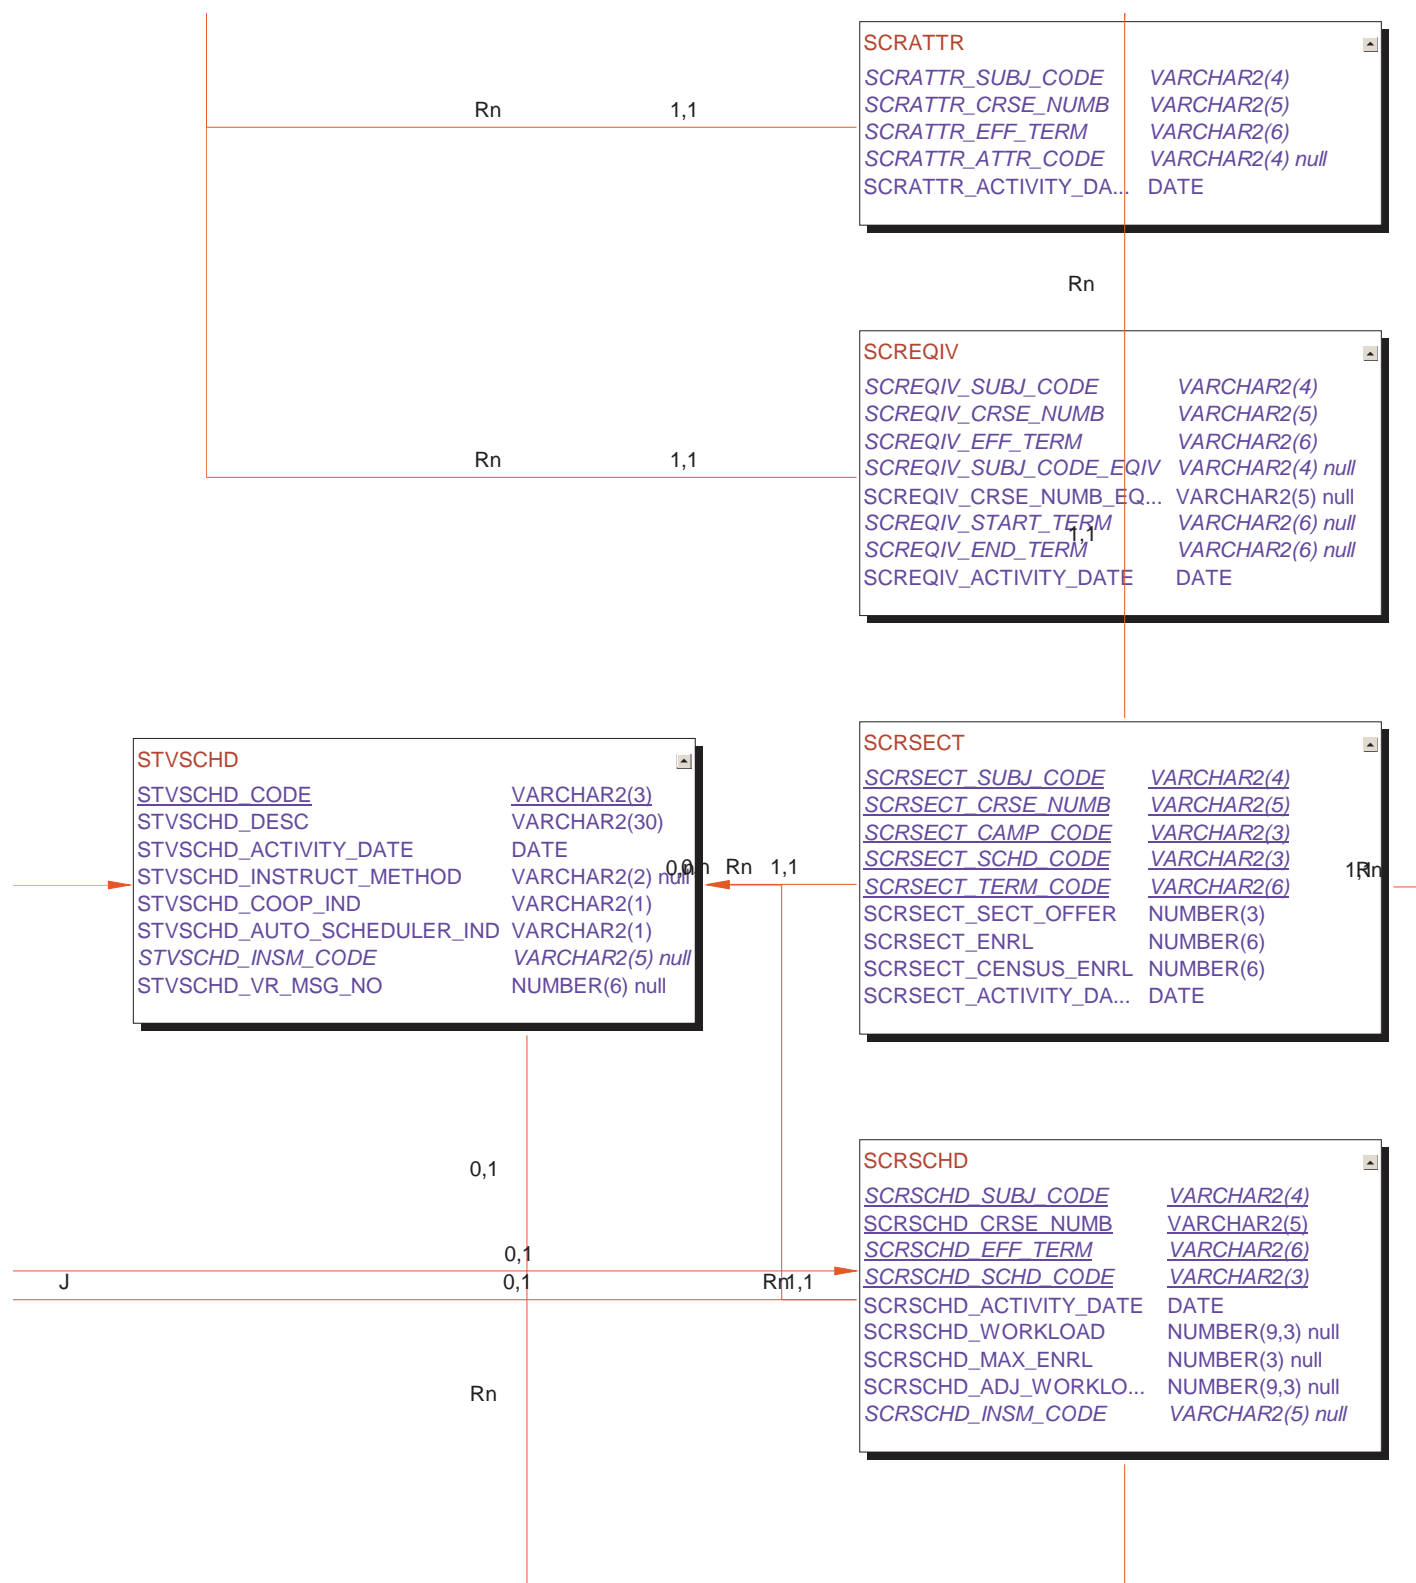 SCRATTR
SCRATTR_SUBJ_CODE VARCHAR2(4)
SCRATTR_CRSE_NUMB VARCHAR2(5)
SCRATTR_EFF_TERM VARCHAR2(6)
SCRATTR_ATTR_CODE VARCHAR2(4) null
SCRATTR_ACTIVITY_DA... DATE
Rn 1,1
Rn
SCREQIV
SCREQIV_SUBJ_CODE VARCHAR2(4)
SCREQIV_CRSE_NUMB VARCHAR2(5)
SCREQIV_EFF_TERM VARCHAR2(6)
SCREQIV_SUBJ_CODE_EQIV VARCHAR2(4) null
SCREQIV_CRSE_NUMB_EQ... VARCHAR2(5) null
SCREQIV_START_TERM VARCHAR2(6) null
SCREQIV_END_TERM VARCHAR2(6) null
SCREQIV_ACTIVITY_DATE DATE
Rn 1,1
1,1
STVSCHD
STVSCHD_CODE VARCHAR2(3)
STVSCHD_DESC VARCHAR2(30)
STVSCHD_ACTIVITY_DATE DATE
STVSCHD_INSTRUCT_METHOD VARCHAR2(2) null
STVSCHD_COOP_IND VARCHAR2(1)
STVSCHD_AUTO_SCHEDULER_IND VARCHAR2(1)
STVSCHD_INSM_CODE VARCHAR2(5) null
STVSCHD_VR_MSG_NO NUMBER(6) null
Rn 1,1
SCRSECT
SCRSECT_SUBJ_CODE VARCHAR2(4)
SCRSECT_CRSE_NUMB VARCHAR2(5)
SCRSECT_CAMP_CODE VARCHAR2(3)
SCRSECT_SCHD_CODE VARCHAR2(3)
SCRSECT_TERM_CODE VARCHAR2(6)
SCRSECT_SECT_OFFER NUMBER(3)
SCRSECT_ENRL NUMBER(6)
SCRSECT_CENSUS_ENRL NUMBER(6)
SCRSECT_ACTIVITY_DA... DATE
1,1 Rn
0,1
0,1
J 0,1 Rn 1,1
Rn
SCRSCHD
SCRSCHD_SUBJ_CODE VARCHAR2(4)
SCRSCHD_CRSE_NUMB VARCHAR2(5)
SCRSCHD_EFF_TERM VARCHAR2(6)
SCRSCHD_SCHD_CODE VARCHAR2(3)
SCRSCHD_ACTIVITY_DATE DATE
SCRSCHD_WORKLOAD NUMBER(9,3) null
SCRSCHD_MAX_ENRL NUMBER(3) null
SCRSCHD_ADJ_WORKLO... NUMBER(9,3) null
SCRSCHD_INSM_CODE VARCHAR2(5) null